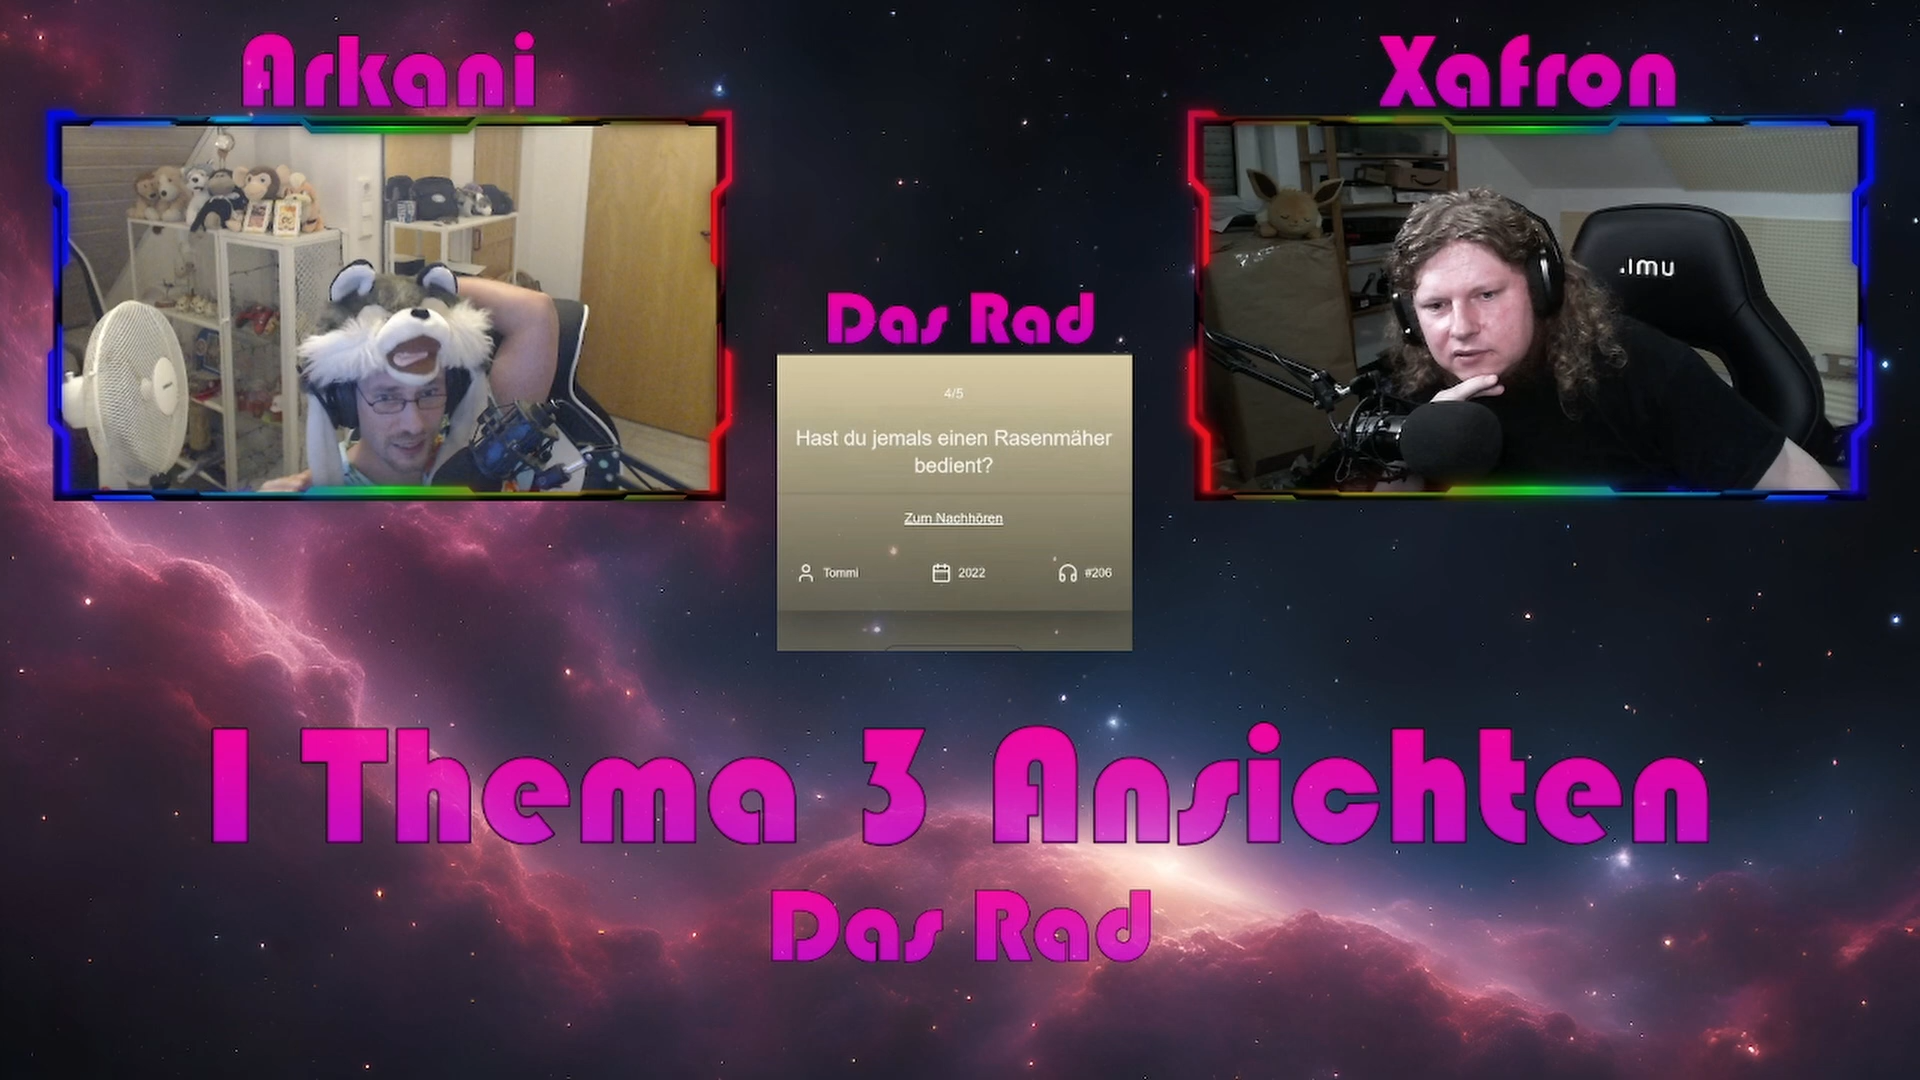 Arkani
Xafron
.imu
Das Rad
4/5
Hast du jemals einen Rasenmäher
bedient?
Zum Nachhören
Tommi
2022
#206
1 Thema 3 Ansichten
Das Rad